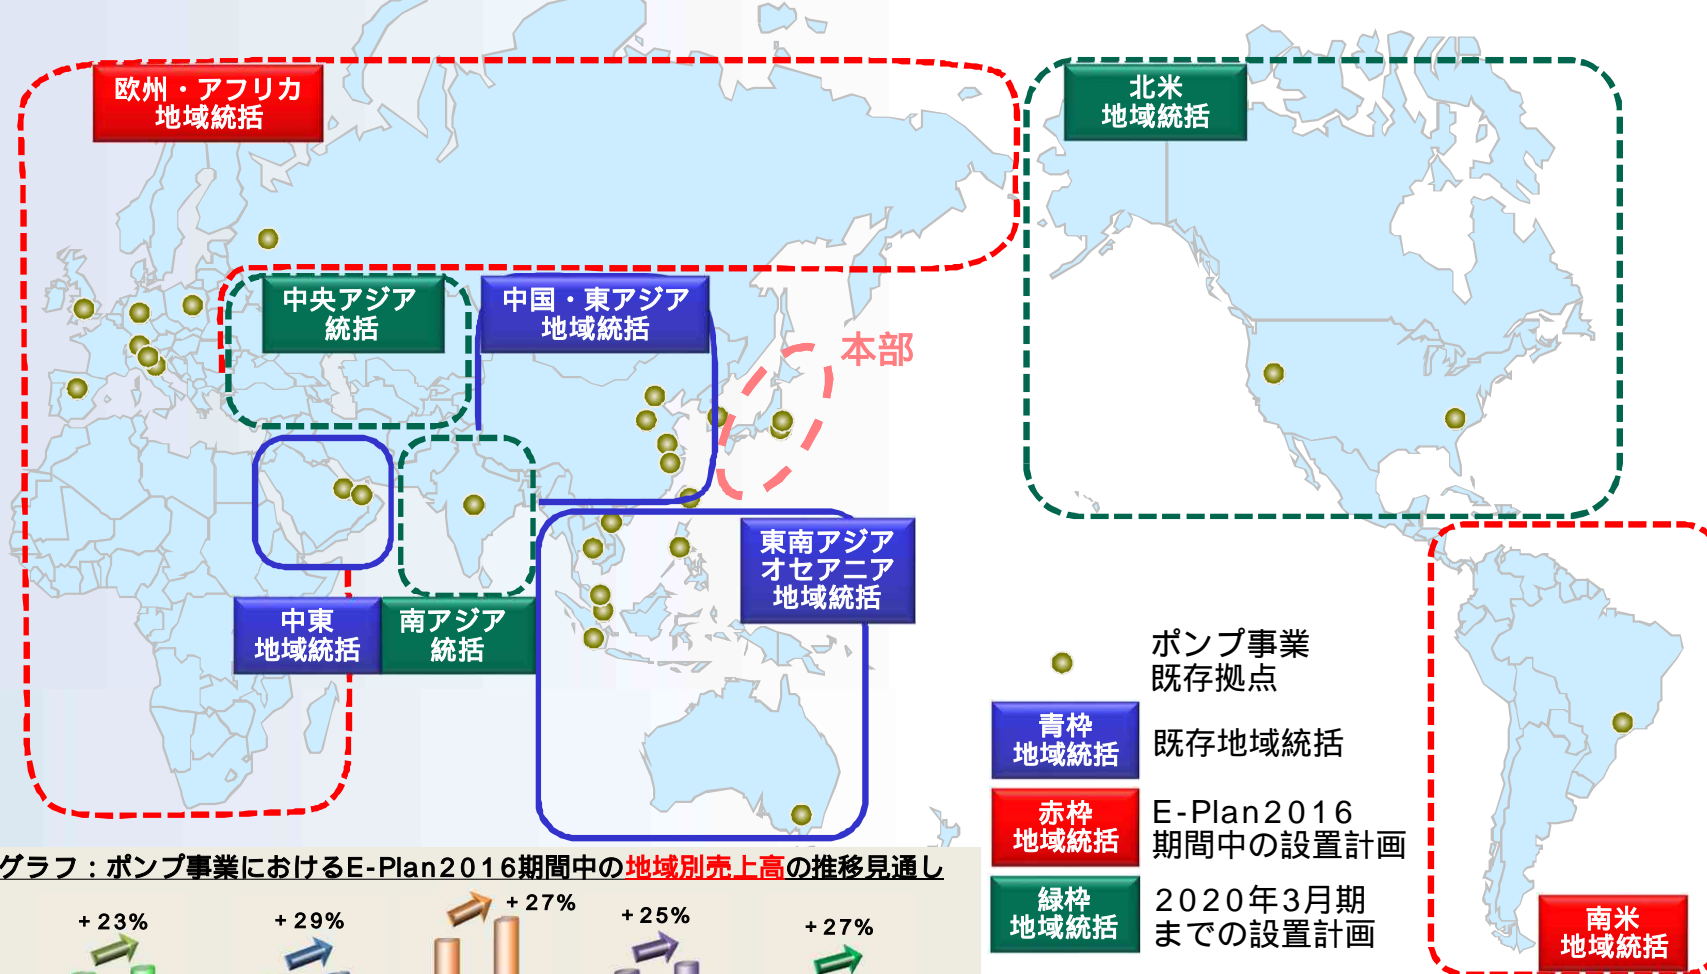 欧州・アフリカ
地域統括
北米
地域統括
中央アジア
統括
中国・東アジア
地域統括
本部
東南アジア
オセアニア
地域統括
中東
地域統括
南アジア
統括
ポンプ事業
既存拠点
青枠
地域統括
既存地域統括
赤枠
地域統括
E-Plan2016
期間中の設置計画
緑枠
地域統括
2020年3月期
までの設置計画
南米
地域統括
グラフ：ポンプ事業におけるE-Plan2016期間中の地域別売上高の推移見通し
+23%
+29%
+27%
+25%
+27%